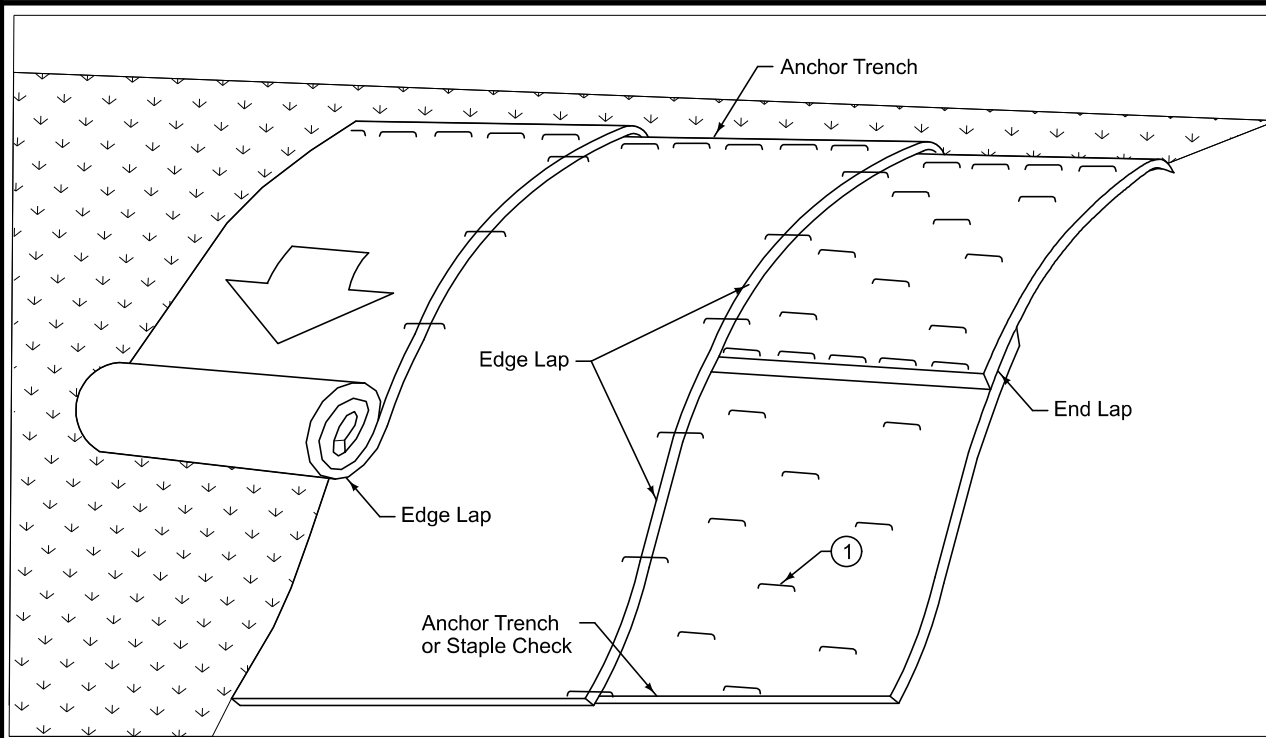 Anchor Trench
Edge Lap
End Lap
Edge Lap
1
Anchor Trench
or Staple Check